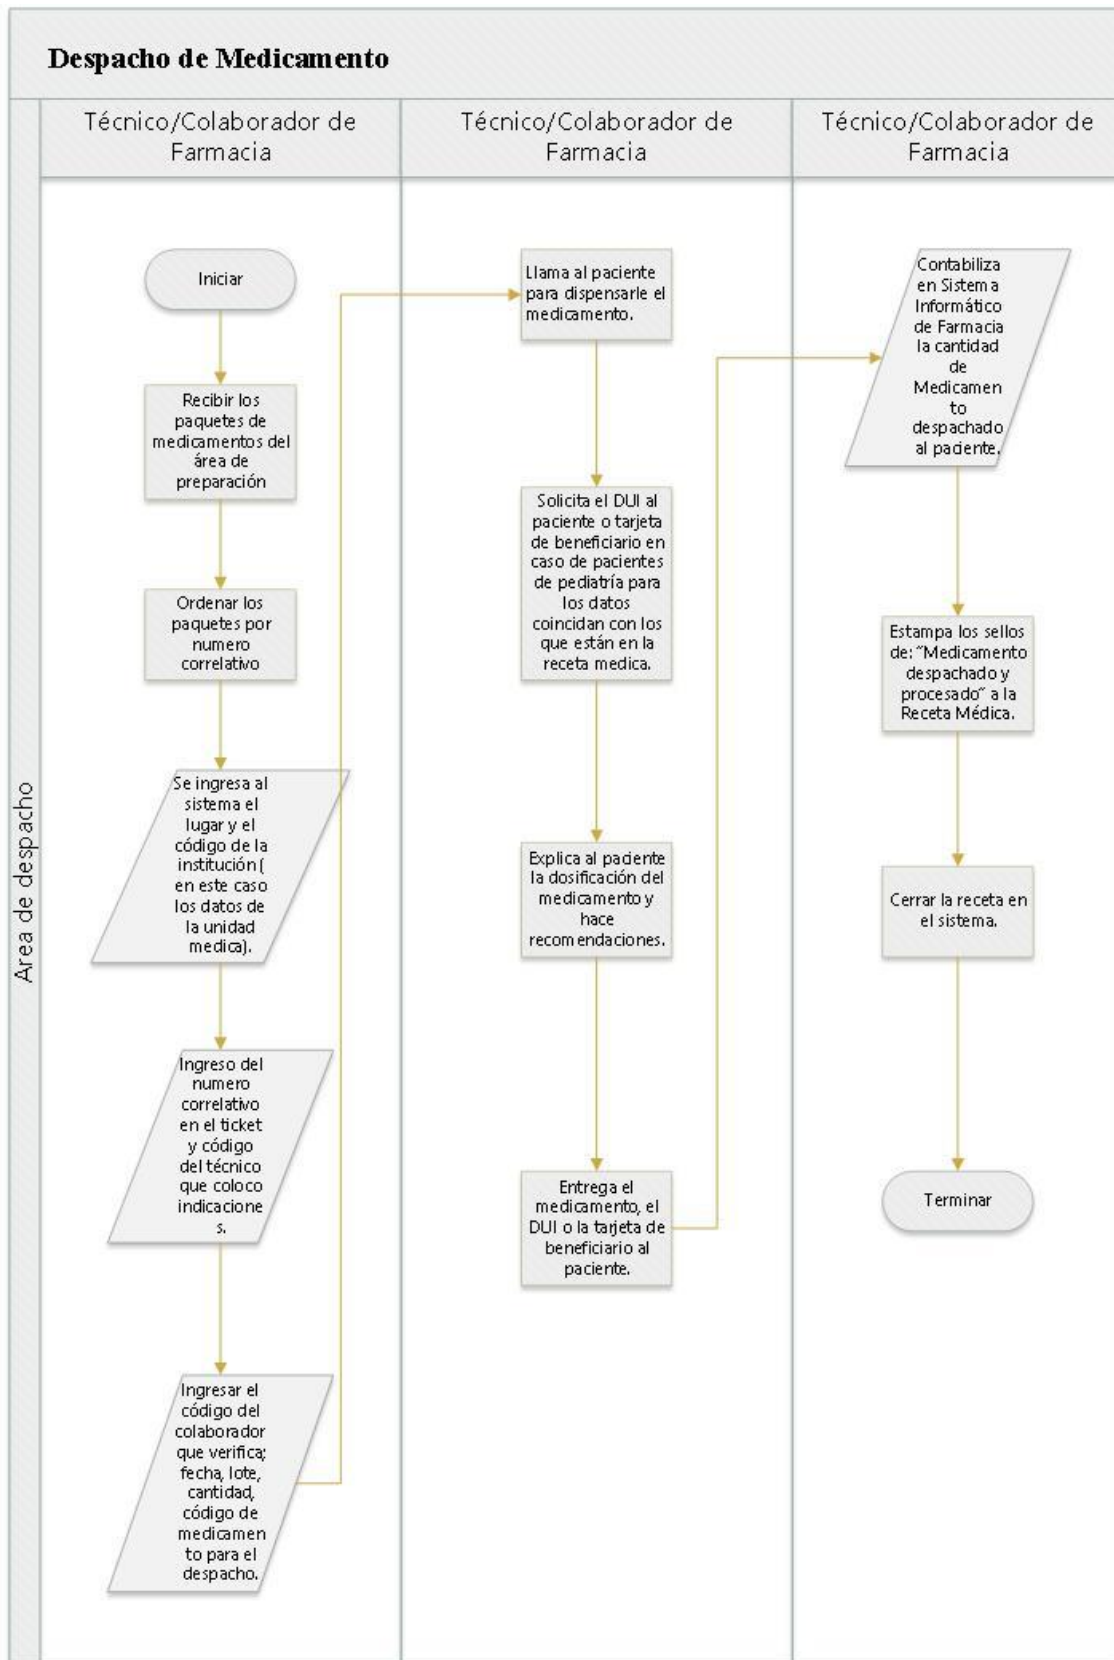 Despacho de Medicamento
Técnico/Colaborador de
Farmacia
Técnico/Colaborador de
Farmacia
Técnico/Colaborador de
Farmacia
Area de despacho
Iniciar
Recibir los
paquetes de
medicamentos del
área de
preparación
Ordenar los
paquetes por
numero
correlativo
Se ingresa al
sistema el
lugar y el
código de la
institución (
en este caso
los datos de
la unidad
medica).
Ingreso del
numero
correlativo
en el ticket
y código
del técnico
que coloco
indicacione
s.
Ingresar el
código del
colaborador
que verifica;
fecha, lote,
cantidad,
código de
medicamen
to para el
despacho.
Llama al paciente
para dispensarle el
medicamento.
Solicita el DUI al
paciente o tarjeta
de beneficiario en
caso de pacientes
de pediatría para
los datos
coincidan con los
que están en la
receta medica.
Explica al paciente
la dosificación del
medicamento y
hace
recomendaciones.
Entrega el
medicamento, el
DUI o la tarjeta de
beneficiario al
paciente.
Contabiliza
en Sistema
Informático
de Farmacia
la cantidad
de
Medicamen
to
despachado
al paciente.
Estampa los sellos
de: “Medicamento
despachado y
procesado” a la
Receta Médica.
Cerrar la receta en
el sistema.
Terminar